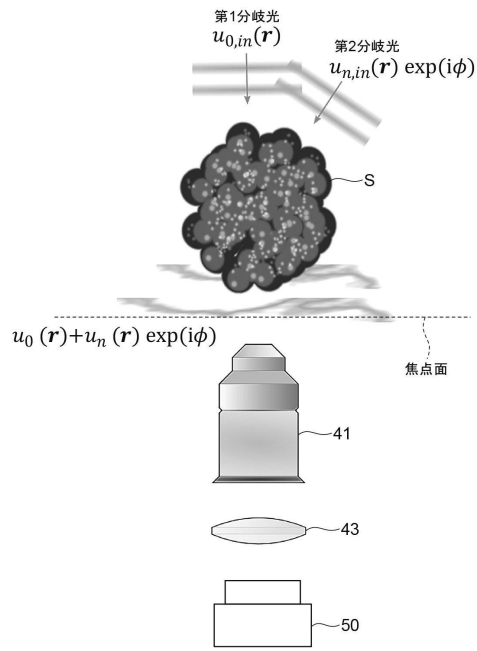 第1分岐光
u0,in(r)
第2分岐光
un,in(r) exp(iϕ)
S
u0 (r)+un (r) exp(iϕ)
焦点面
41
43
50